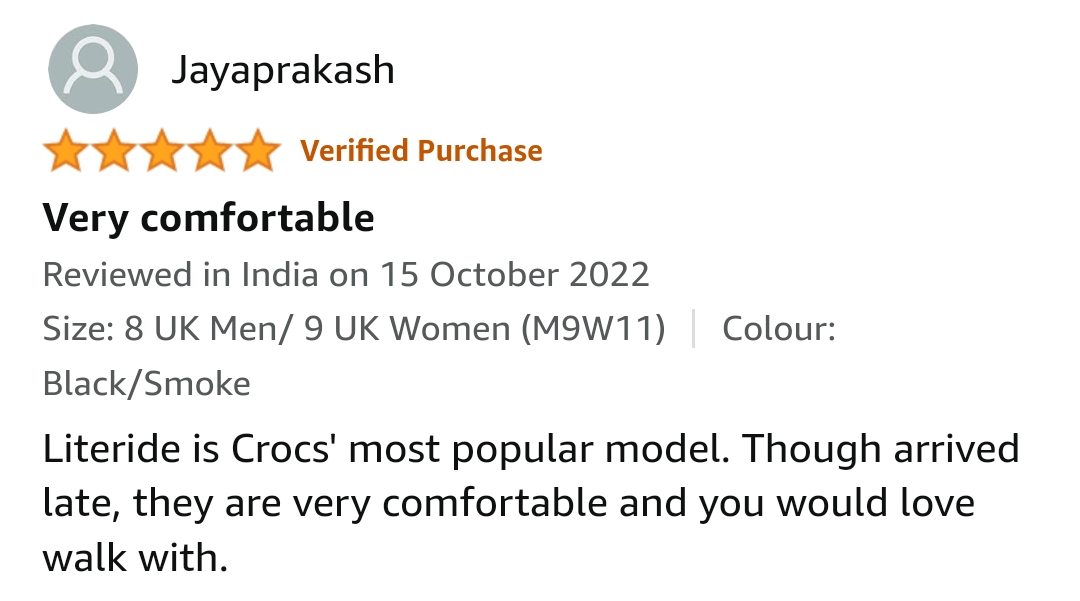 Jayaprakash
Verified Purchase
Very comfortable
Reviewed in India on 15 October 2022
Size: 8 UK Men/ 9 UK Women (M9W11) | Colour:
Black/Smoke
Literide is Crocs' most popular model. Though arrived
late, they are very comfortable and you would love
walk with.